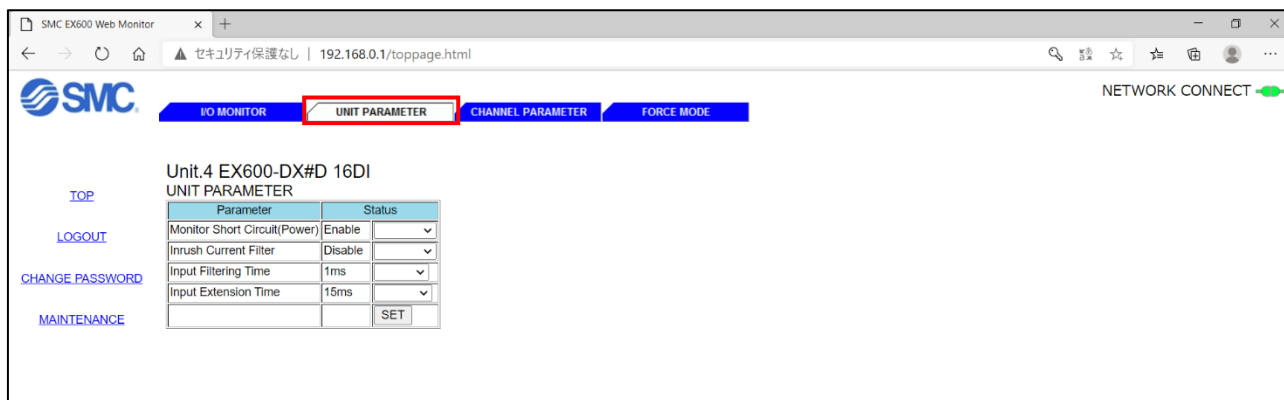 SMC EX600 Web Monitor
セキュリティ保護なし | 192.168.0.1/toppage.html
SMC.
NETWORK CONNECT
I/O MONITOR UNIT PARAMETER CHANNEL PARAMETER FORCE MODE
TOP
LOGOUT
CHANGE PASSWORD
MAINTENANCE
Unit.4 EX600-DX#D 16DI
UNIT PARAMETER
Parameter Status
Monitor Short Circuit(Power) Enable
Inrush Current Filter Disable
Input Filtering Time 1ms
Input Extension Time 15ms
SET